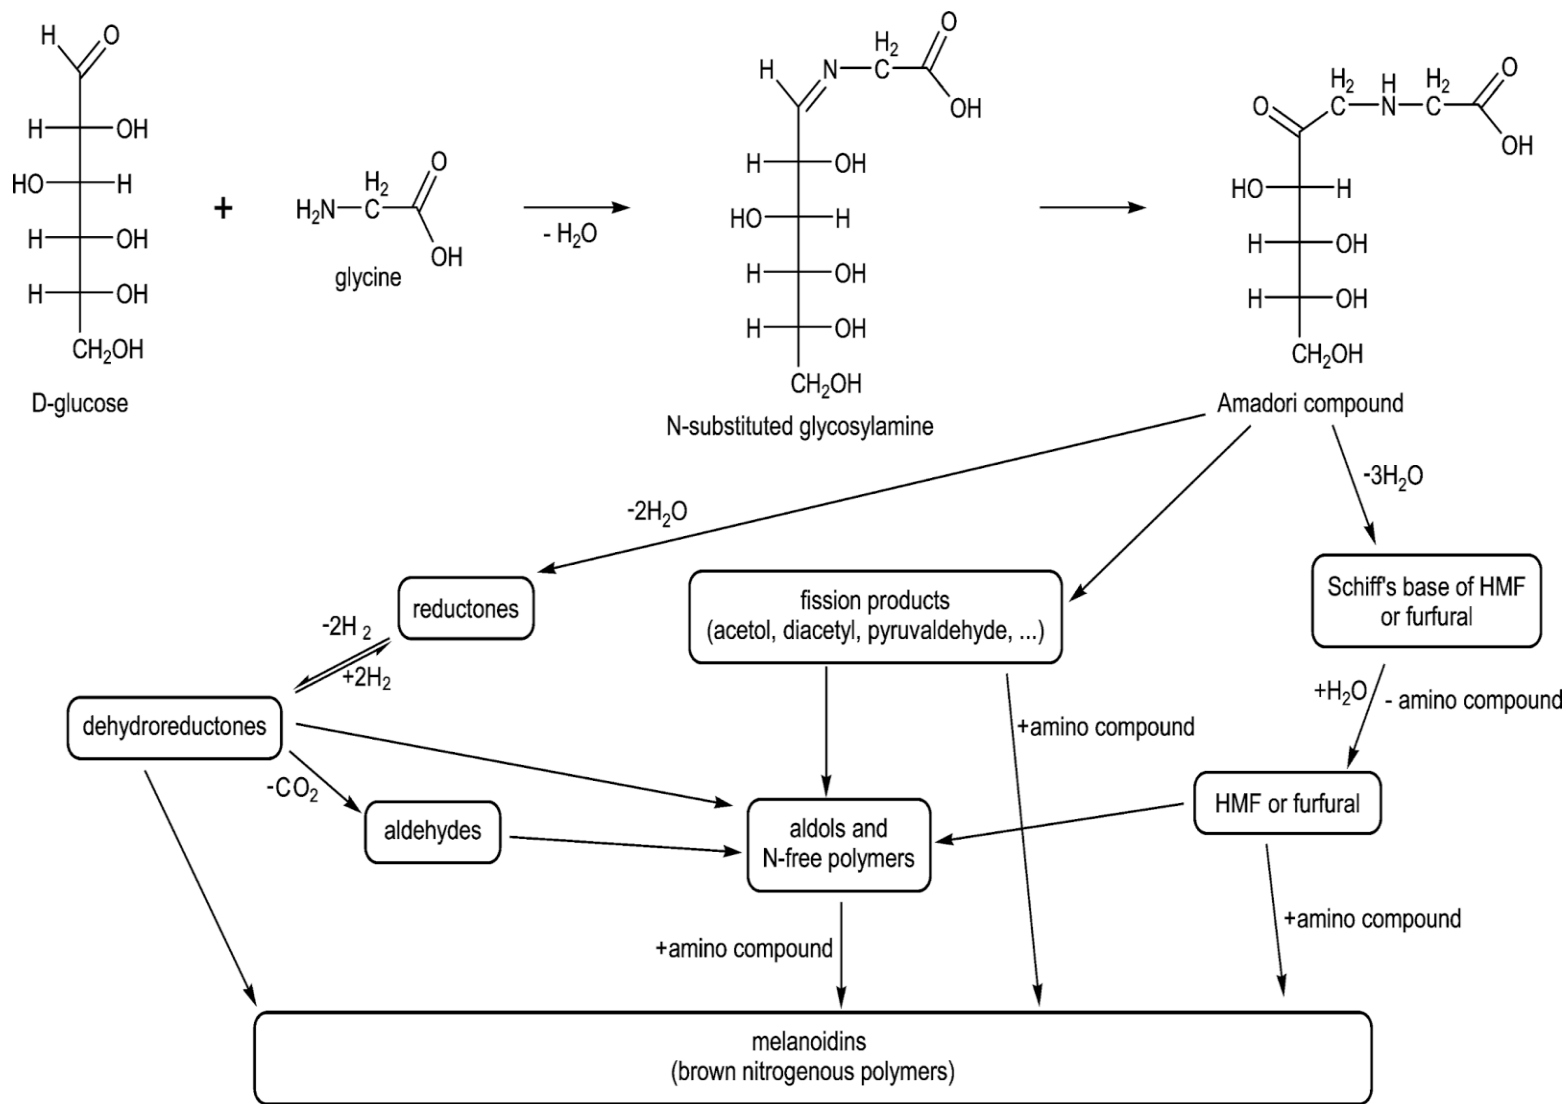 H O
H OH
HO H
H OH
H OH
CH2OH
D-glucose
+
H2N C H2 O
OH
glycine
- H2O
H N C H2 O
OH
H OH
HO H
H OH
H OH
CH2OH
N-substituted glycosylamine
O C H2 N H C H2 O
OH
HO H
H OH
H OH
CH2OH
Amadori compound
-2H2O
-3H2O
reductones
fission products
(acetol, diacetyl, pyruvaldehyde, ...)
Schiff's base of HMF
or furfural
-2H 2
+2H2
+H2O
- amino compound
dehydroreductones
+amino compound
-CO2
HMF or furfural
aldehydes
aldols and
N-free polymers
+amino compound
+amino compound
melanoidins
(brown nitrogenous polymers)